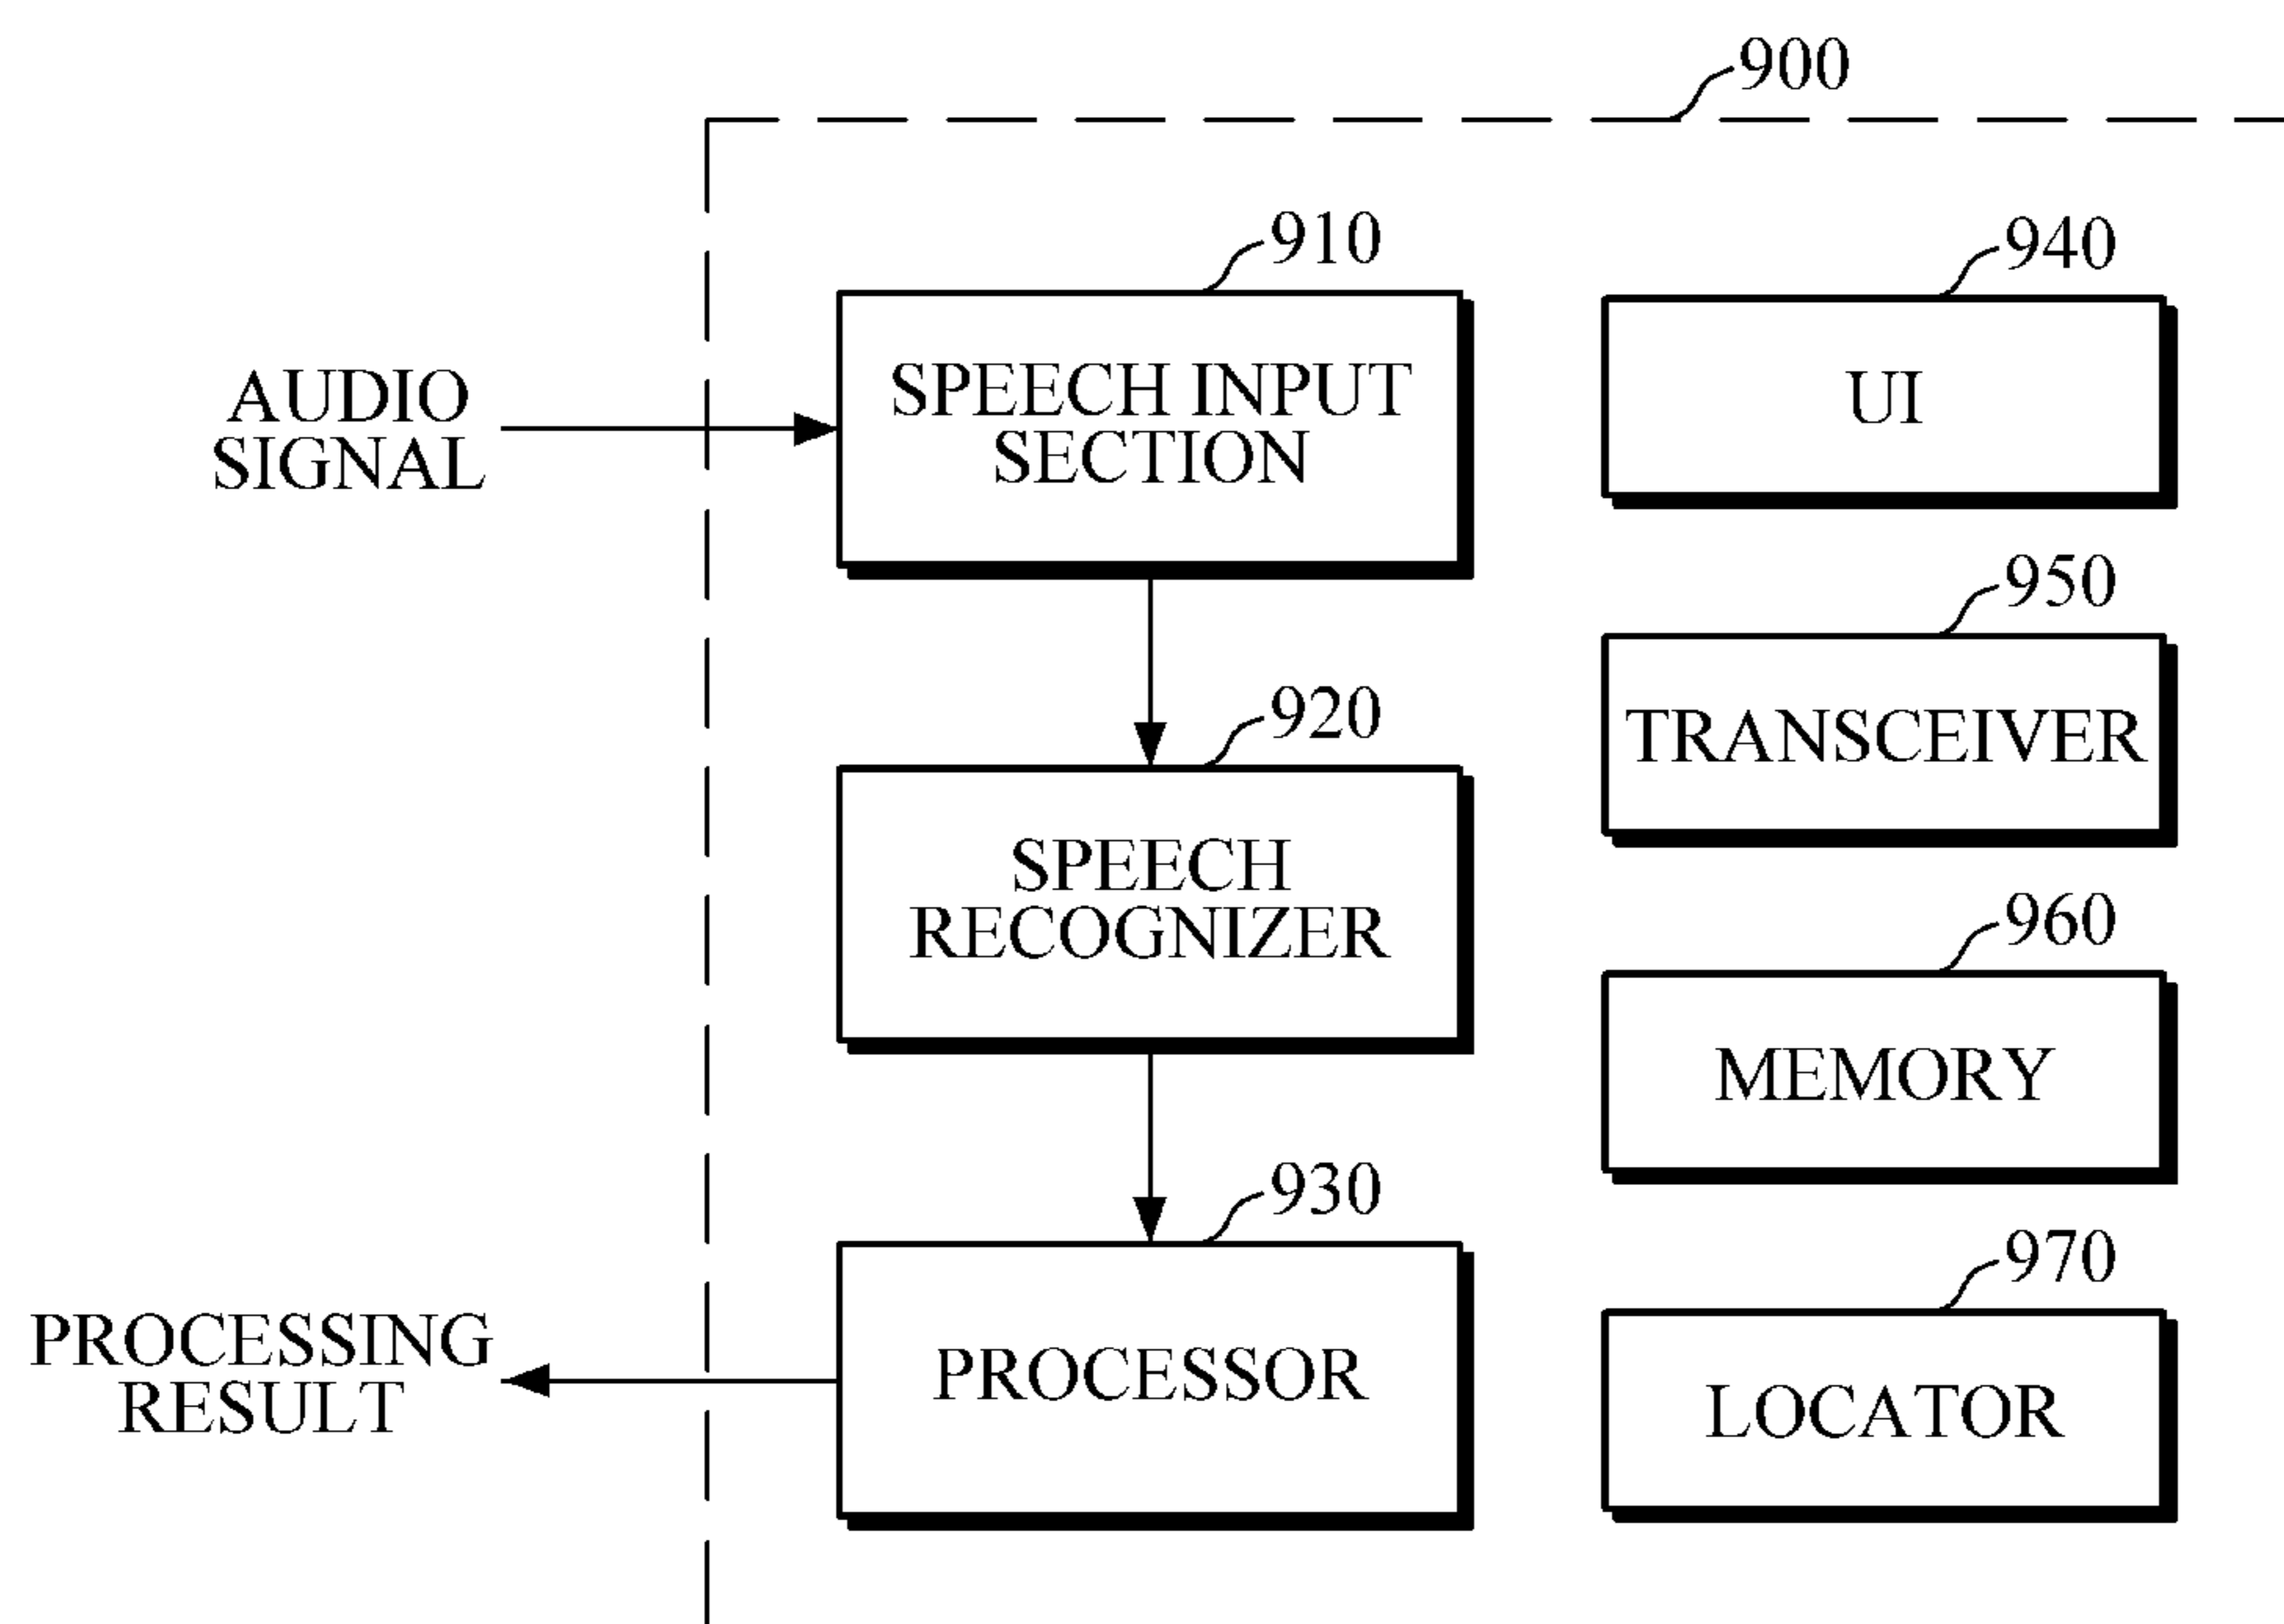 900
910
940
AUDIO
SIGNAL
SPEECH INPUT
SECTION
UI
950
TRANSCEIVER
920
SPEECH
RECOGNIZER
960
MEMORY
930
970
PROCESSING
RESULT
PROCESSOR
LOCATOR